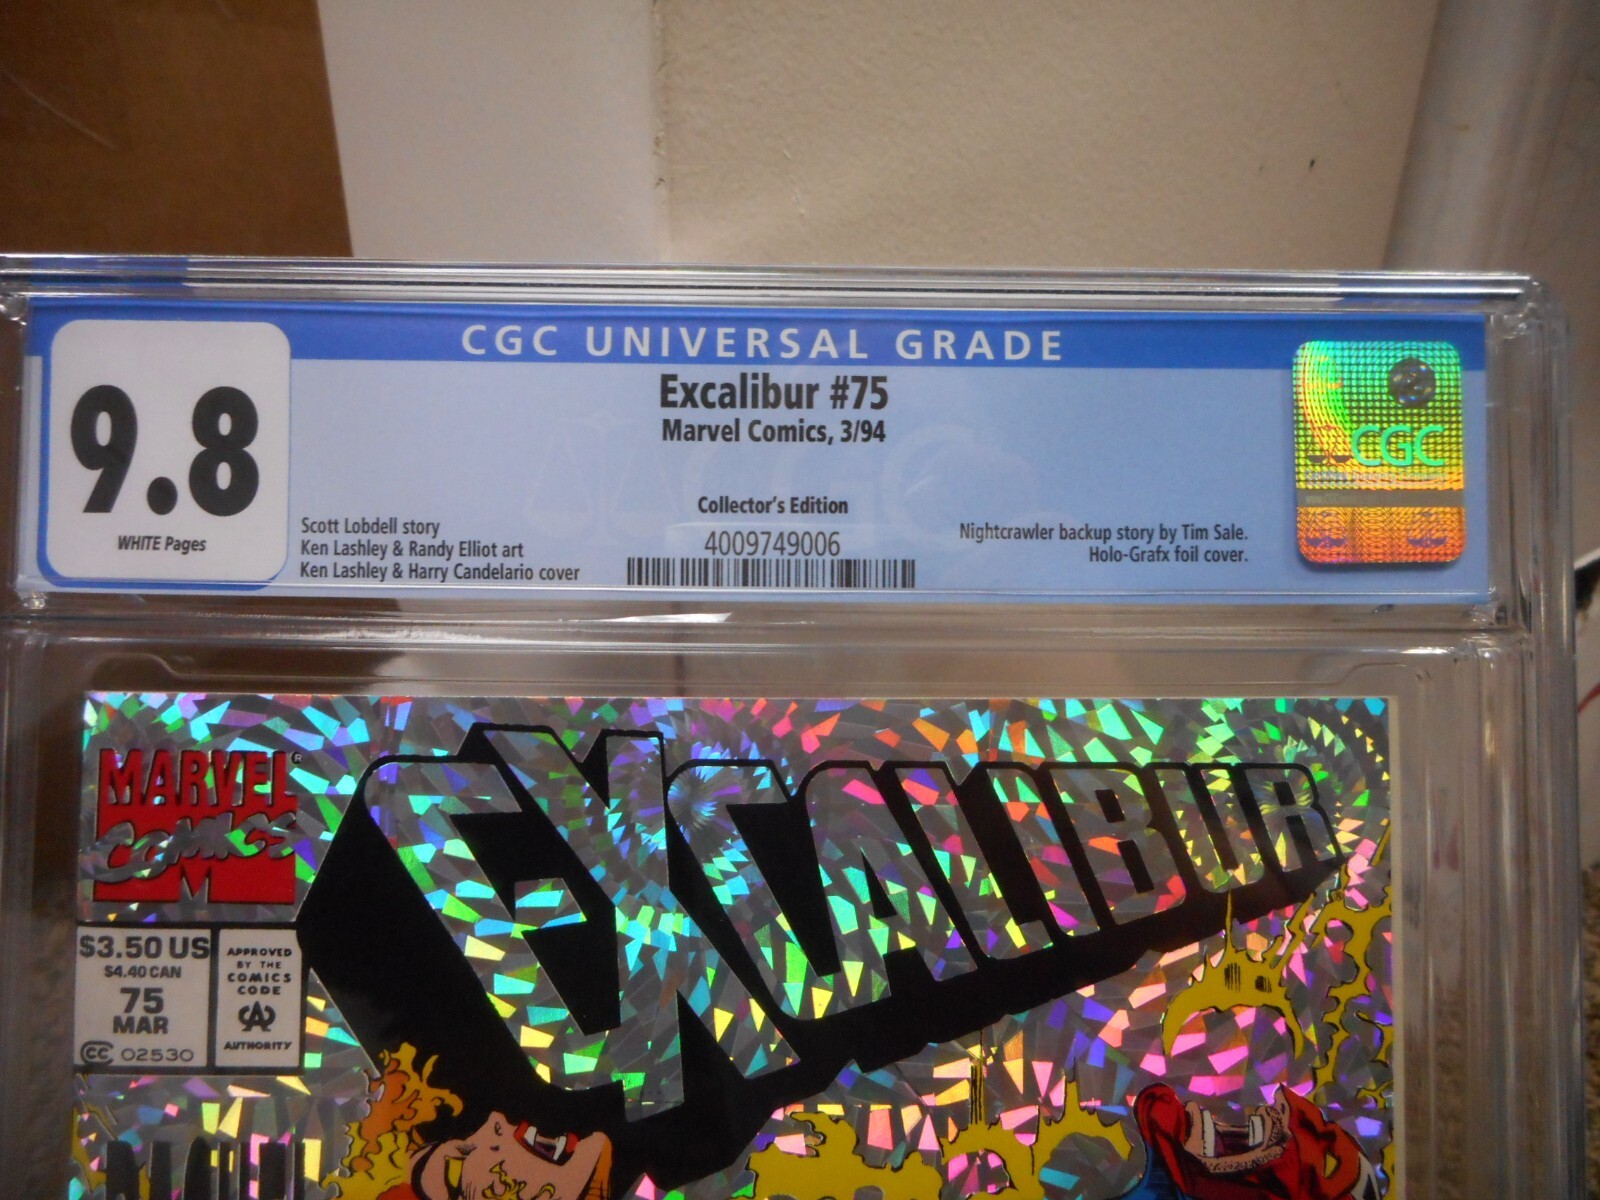 CGC UNIVERSAL GRADE
9.8
WHITE Pages
Excalibur #75
Marvel Comics, 3/94
Collector's Edition
4009749006
Scott Lobdell story
Ken Lashley & Randy Elliot art
Ken Lashley & Harry Candelario cover
Nightcrawler backup story by Tim Sale.
Holo-Grafx foil cover.
CGC
MARVEL®
COMICS
M
EXCALIBUR
$3.50 US
$4.40 CAN
75
MAR
CC 02530
APPROVED
BY THE
COMICS
CODE
CA
AUTHORITY